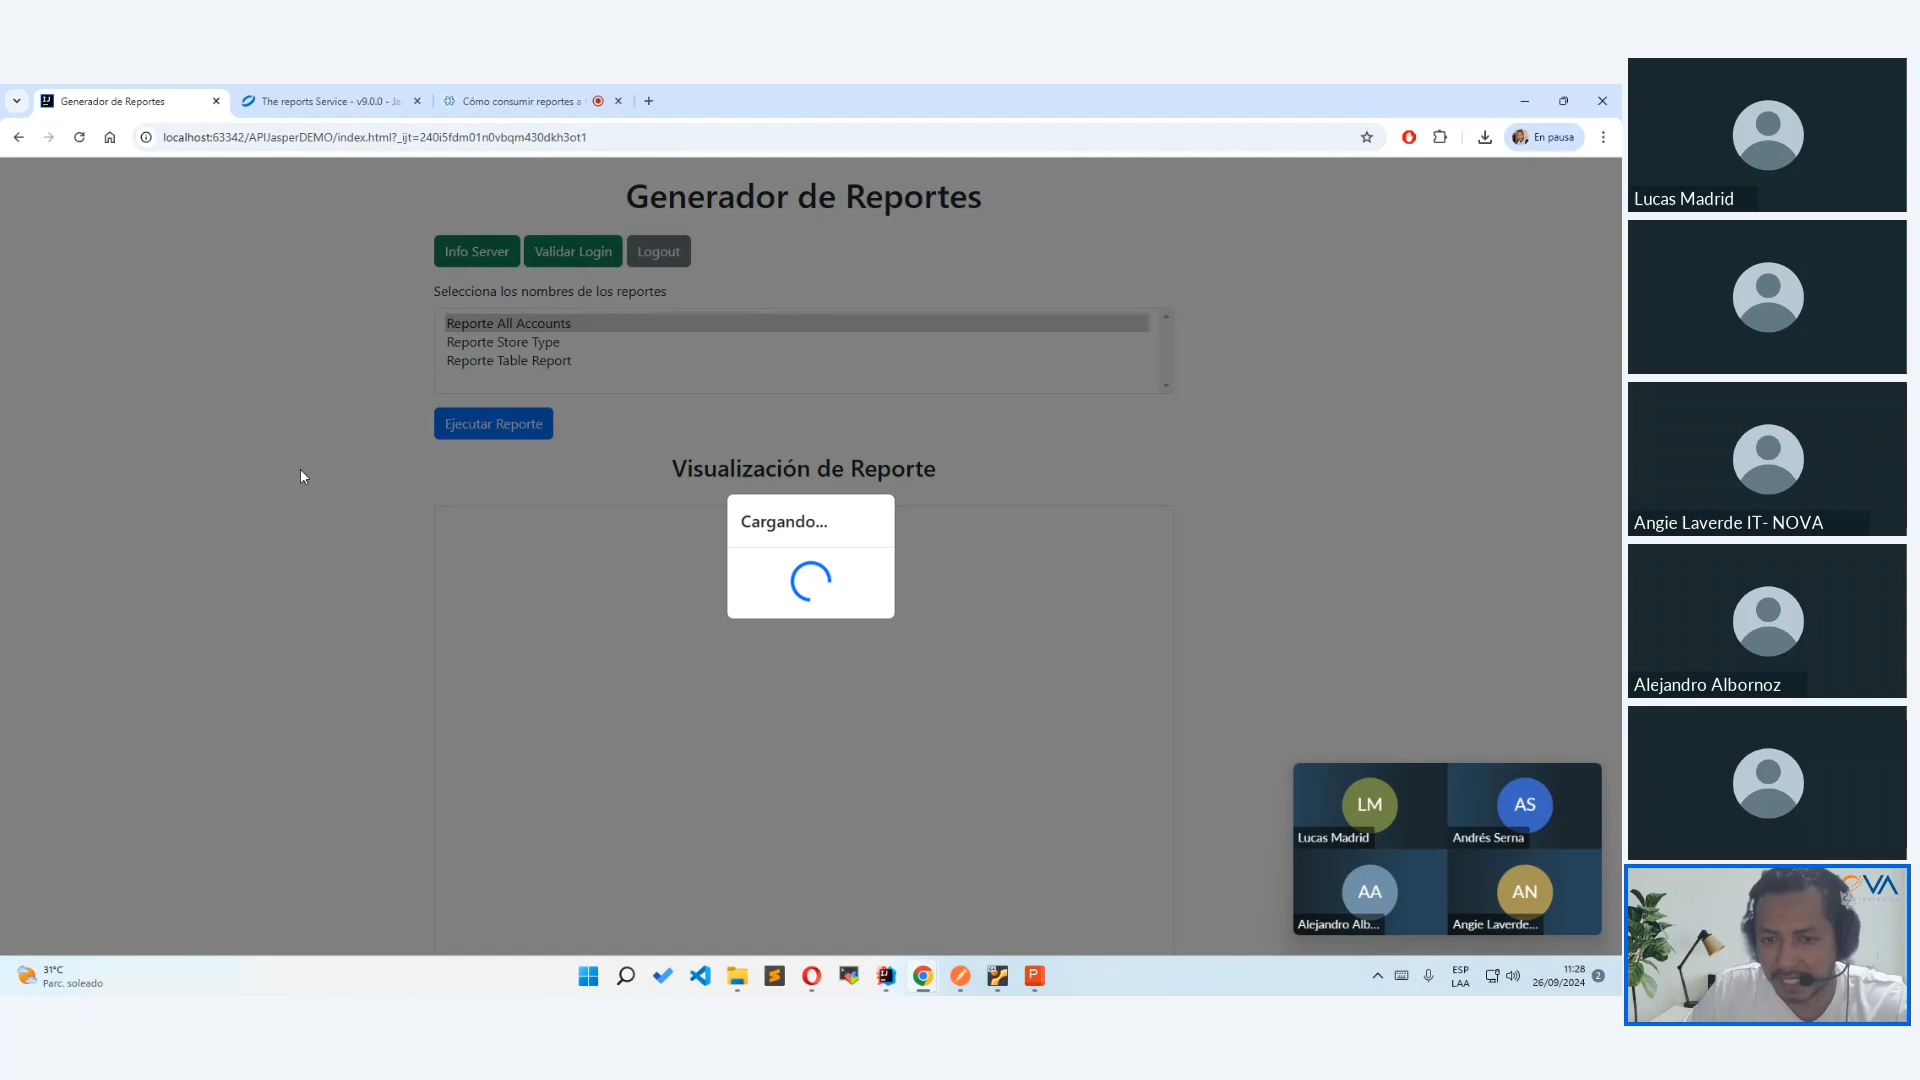 Generador de Reportes
The reports Service - v9.0.0 - Ja
Cómo consumir reportes a
localhost:63342/APIJasperDEMO/index.html?_ijt=240i5fdm01n0vbqm430dkh3ot1
En pausa
Generador de Reportes
Info Server
Validar Login
Logout
Selecciona los nombres de los reportes
Reporte All Accounts
Reporte Store Type
Reporte Table Report
Ejecutar Reporte
Visualización de Reporte
Cargando...
LM
Lucas Madrid
AS
Andrés Serna
AA
Alejandro Alb...
AN
Angie Laverde...
31°C
Parc. soleado
ESP
LAA
11:28
26/09/2024
2
Lucas Madrid
Angie Laverde IT- NOVA
Alejandro Albornoz